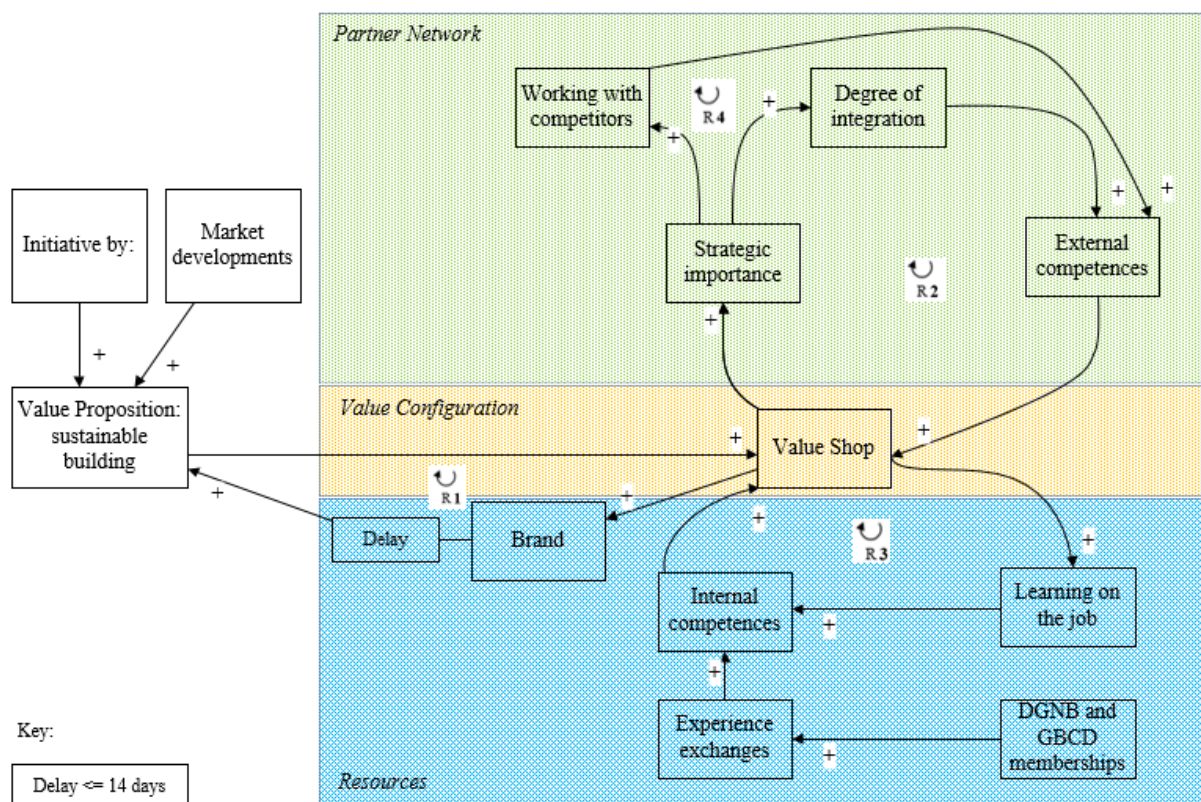 Partner Network
Working with
competitors
R 4
+
+
Degree of
integration
+
+
Initiative by:
Market
developments
Strategic
importance
External
competences
R 2
+
+
+
Value Proposition:
sustainable
building
Value Configuration
Value Shop
+
+
+
R 1
+
Delay
Brand
+
R 3
+
Internal
competences
Learning on
the job
+
+
Experience
exchanges
DGNB and
GBCD
memberships
+
Key:
Delay <= 14 days
Resources